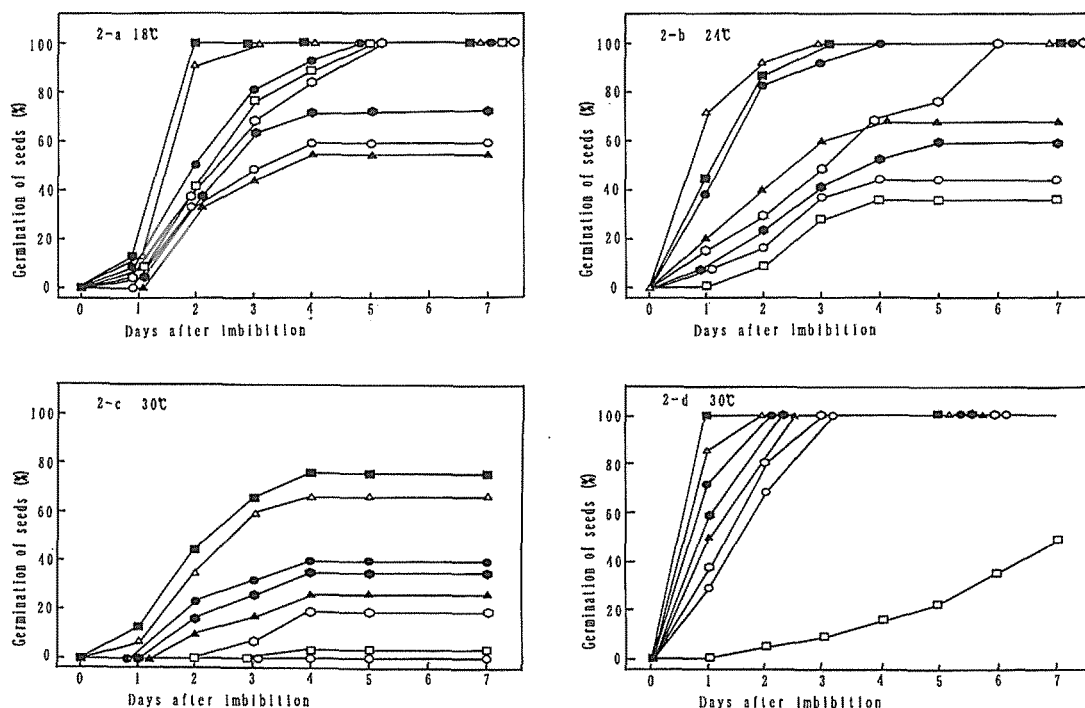 2-a 18℃
100
80
60
40
20
0
Germination of seeds (%)
0 1 2 3 4 5 6 7
Days after Imbibition
2-b 24℃
100
80
60
40
20
0
Germination of seeds (%)
0 1 2 3 4 5 6 7
Days after Imbibition
2-c 30℃
100
80
60
40
20
0
Germination of seeds (%)
0 1 2 3 4 5 6 7
Days after Imbibition
2-d 30℃
100
80
60
40
20
0
Germination of seeds (%)
0 1 2 3 4 5 6 7
Days after Imbibition